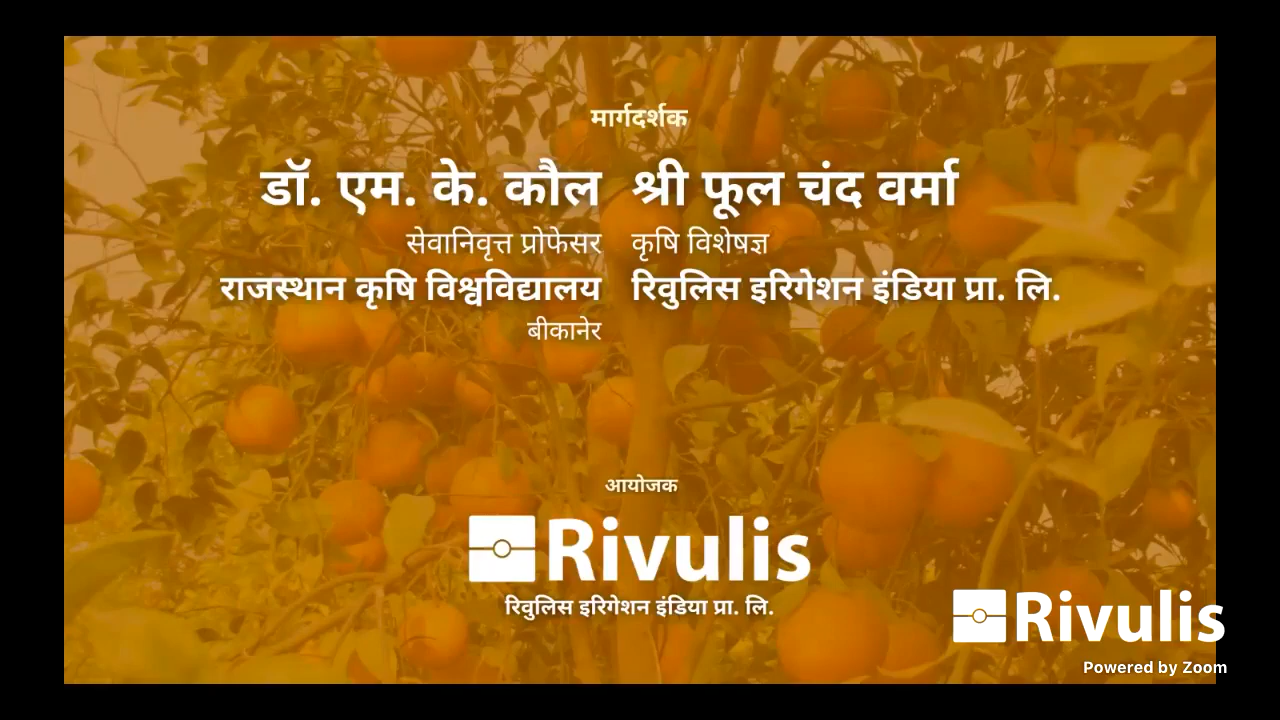 मार्गदर्शक
डॉ. एम. के. कौल
सेवानिवृत्त प्रोफेसर
राजस्थान कृषि विश्वविद्यालय
बीकानेर
श्री फूल चंद वर्मा
कृषि विशेषज्ञ
रिवुलिस इरिगेशन इंडिया प्रा. लि.
आयोजक
Rivulis
रिवुलिस इरिगेशन इंडिया प्रा. लि.
Rivulis
Powered by Zoom